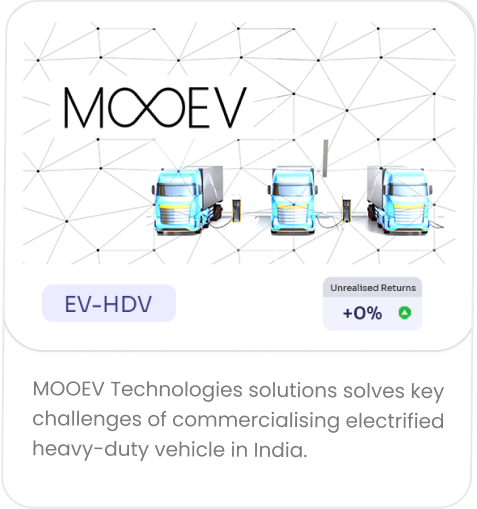 MOOEV
EV-HDV
Unrealised Returns
+0%
MOOEV Technologies solutions solves key
challenges of commercialising electrified
heavy-duty vehicle in India.